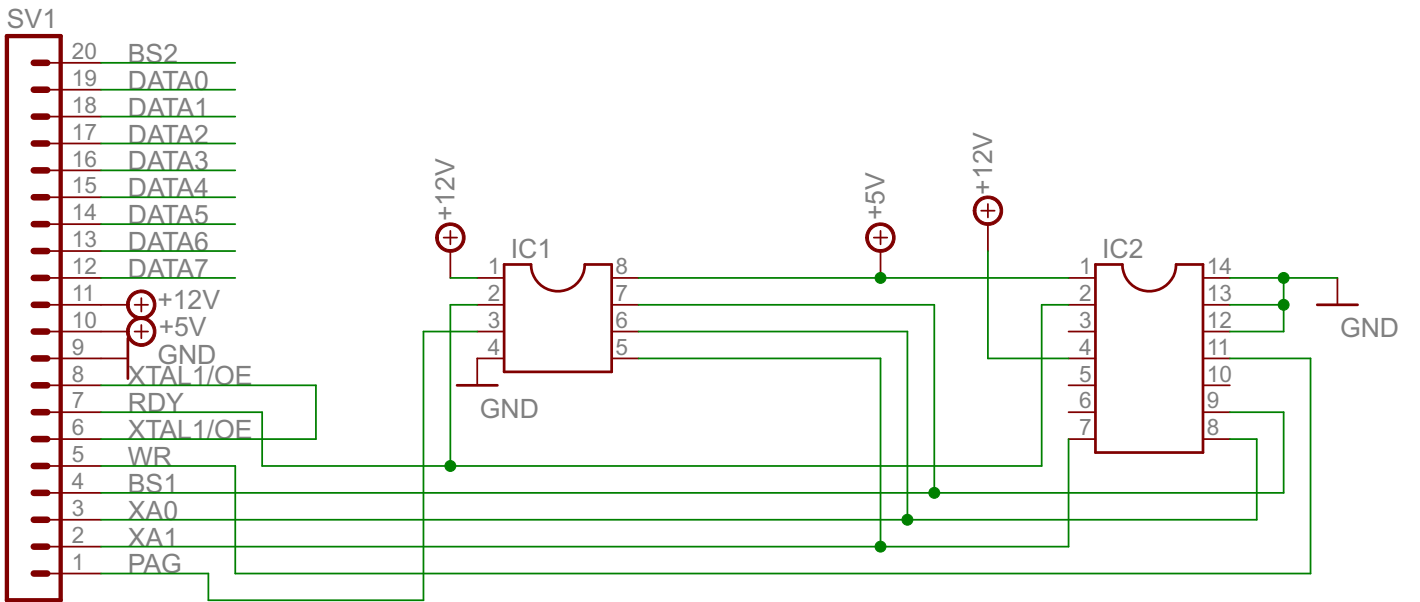 SV1
20 BS2
19 DATA0
18 DATA1
17 DATA2
16 DATA3
15 DATA4
14 DATA5
13 DATA6
12 DATA7
11 +12V
10 +5V
9 GND
8 XTAL1/OE
7 RDY
6 XTAL1/OE
5 WR
4 BS1
3 XA0
2 XA1
1 PAG
+12V
IC1
1 8
2 7
3 6
4 5
GND
+5V
+12V
IC2
1 14
2 13
3 12
4 11
5 10
6 9
7 8
GND